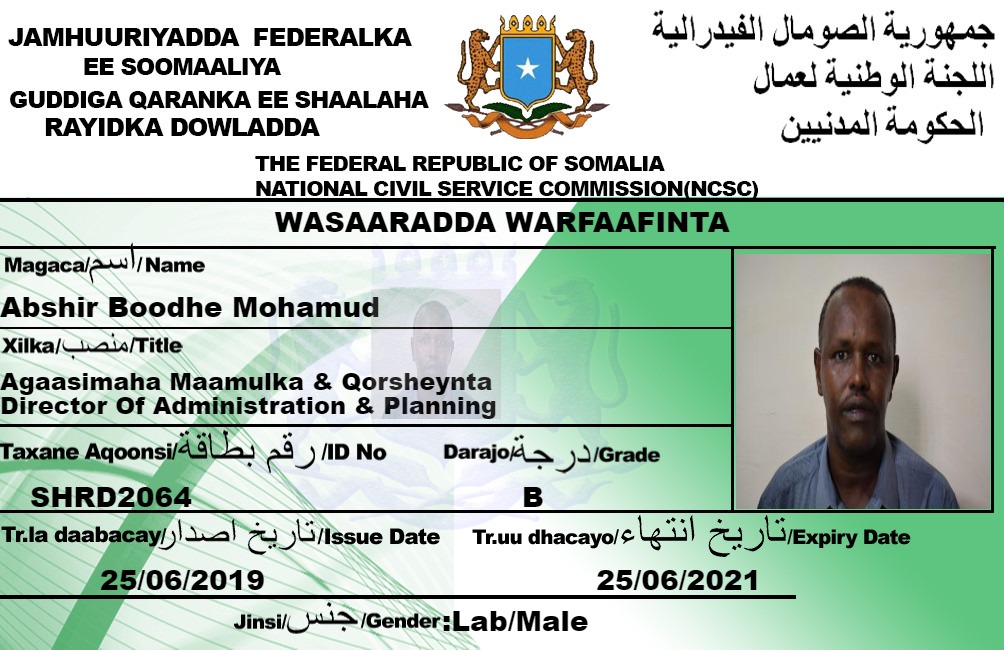 JAMHUURIYADDA FEDERALKA
EE SOOMAALIYA
GUDDIGA QARANKA EE SHAALAHA
RAYIDKA DOWLADDA
جمهورية الصومال الفيدرالية
اللجنة الوطنية لعمال
الحكومة المدنيين
THE FEDERAL REPUBLIC OF SOMALIA
NATIONAL CIVIL SERVICE COMMISSION(NCSC)
WASAARADDA WARFAAFINTA
Magaca/اسم/Name
Abshir Boodhe Mohamud
Xilka/منصب/Title
Agaasimaha Maamulka & Qorsheynta
Director Of Administration & Planning
Taxane Aqoonsi/رقم بطاقة/ID No
Darajo/درجة/Grade
SHRD2064
B
Tr.la daabacay/تاريخ اصدار/Issue Date
Tr.uu dhacayo/تاريخ انتهاء/Expiry Date
25/06/2019
25/06/2021
Jinsi/جنس/Gender:Lab/Male